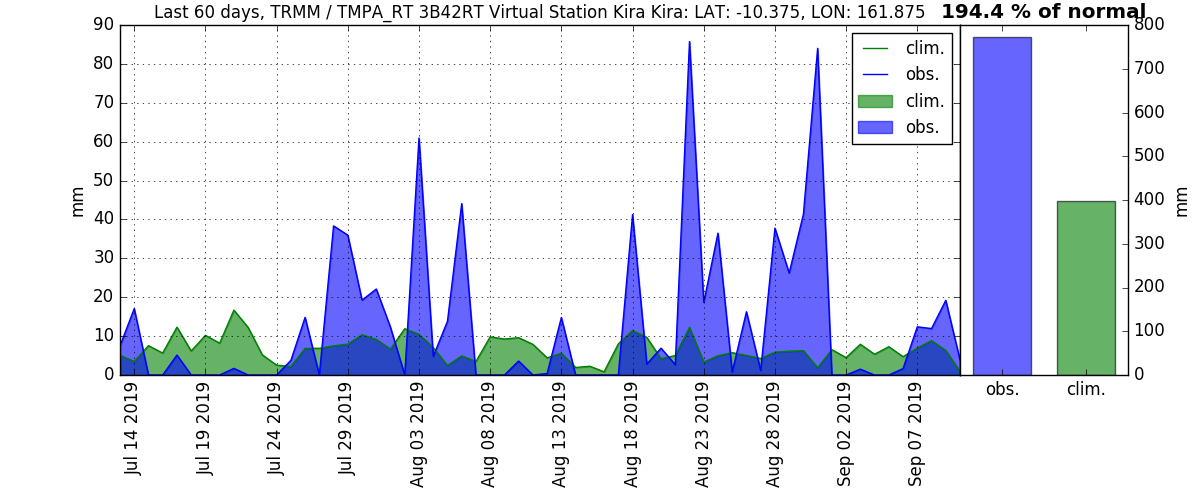 Last 60 days, TRMM / TMPA_RT 3B42RT Virtual Station Kira Kira: LAT: -10.375, LON: 161.875
194.4 % of normal
90
80
70
60
50
40
30
20
10
0
mm
clim.
obs.
clim.
obs.
Jul 14 2019
Jul 19 2019
Jul 24 2019
Jul 29 2019
Aug 03 2019
Aug 08 2019
Aug 13 2019
Aug 18 2019
Aug 23 2019
Aug 28 2019
Sep 02 2019
Sep 07 2019
800
700
600
500
400
300
200
100
0
mm
obs.
clim.